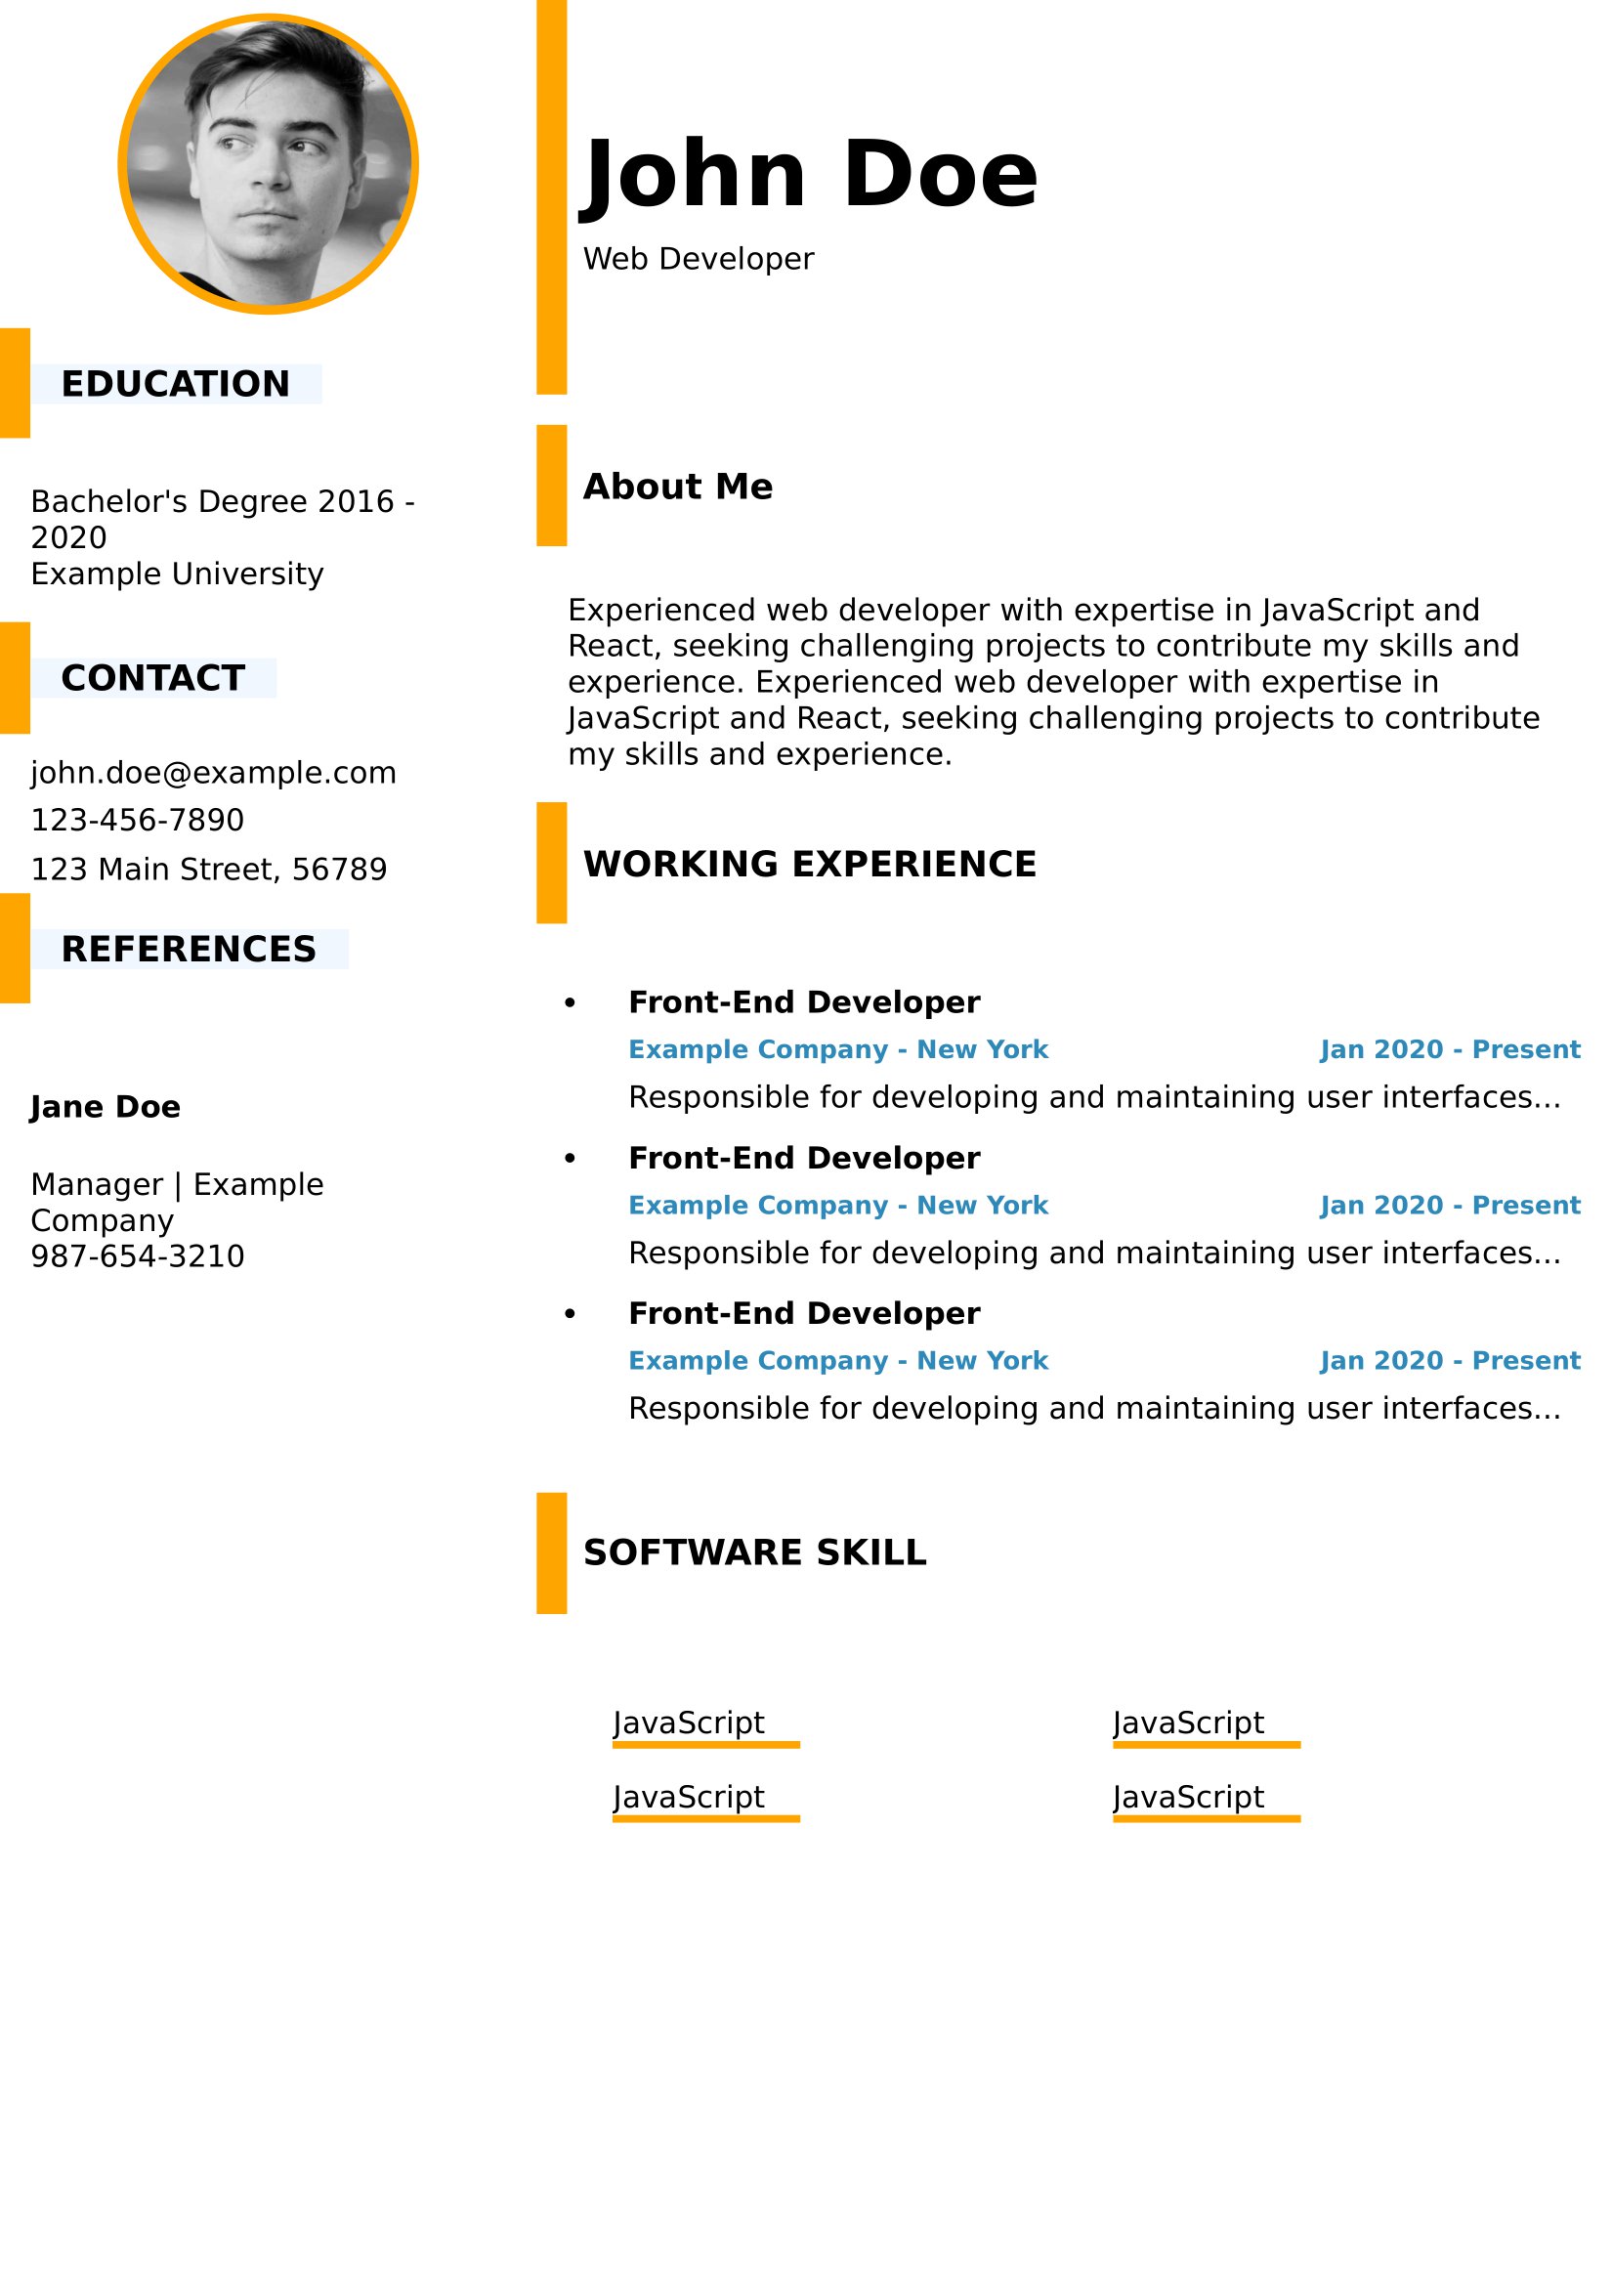 EDUCATION
Bachelor's Degree 2016 -
2020
Example University
CONTACT
john.doe@example.com
123-456-7890
123 Main Street, 56789
REFERENCES
Jane Doe
Manager | Example
Company
987-654-3210
John Doe
Web Developer
About Me
Experienced web developer with expertise in JavaScript and
React, seeking challenging projects to contribute my skills and
experience. Experienced web developer with expertise in
JavaScript and React, seeking challenging projects to contribute
my skills and experience.
WORKING EXPERIENCE
• Front-End Developer
Example Company - New York Jan 2020 - Present
Responsible for developing and maintaining user interfaces...
• Front-End Developer
Example Company - New York Jan 2020 - Present
Responsible for developing and maintaining user interfaces...
• Front-End Developer
Example Company - New York Jan 2020 - Present
Responsible for developing and maintaining user interfaces...
SOFTWARE SKILL
JavaScript JavaScript
JavaScript JavaScript